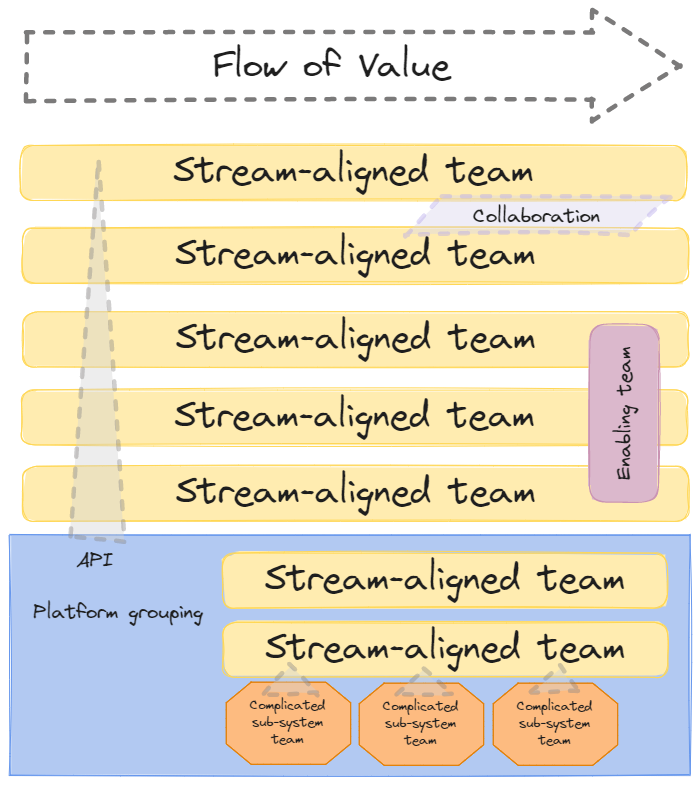 Flow of Value
Stream-aligned team
Collaboration
Stream-aligned team
Stream-aligned team
Enabling team
Stream-aligned team
Stream-aligned team
API
Platform grouping
Stream-aligned team
Stream-aligned team
Complicated
sub-system
team
Complicated
sub-system
team
Complicated
sub-system
team